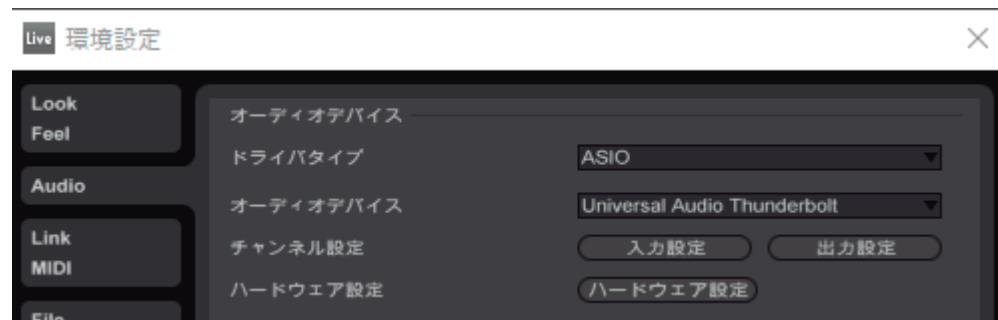 Live 環境設定
Look
Feel
Audio
Link
MIDI
File
オーディオデバイス
ドライバタイプ ASIO
オーディオデバイス Universal Audio Thunderbolt
チャンネル設定 入力設定 出力設定
ハードウェア設定 ハードウェア設定